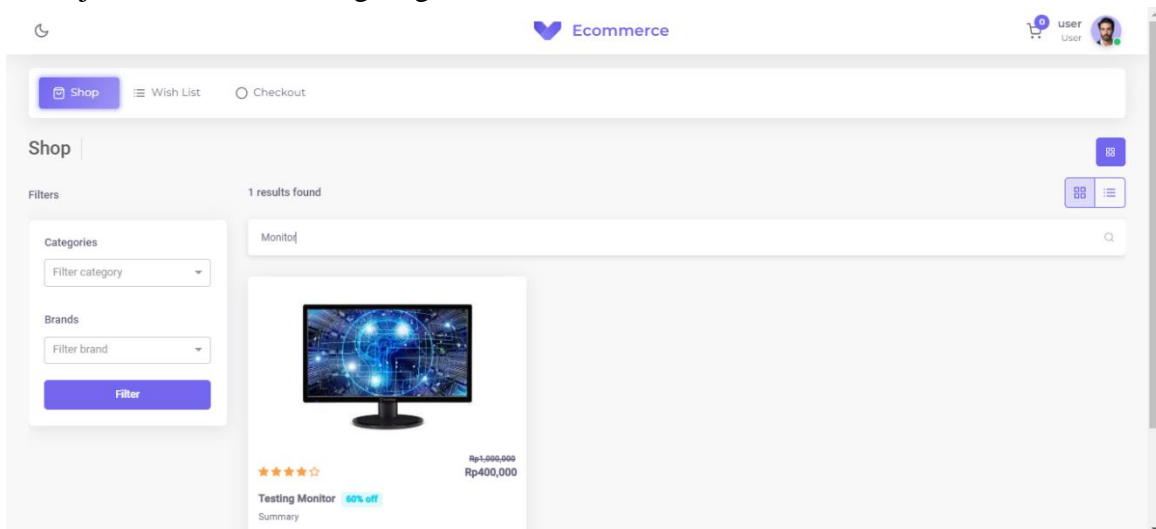 Ecommerce
0
user
User
Shop
Wish List
Checkout
Shop
Filters
1 results found
Categories
Filter category
Brands
Filter brand
Filter
Monitor
Rp1,000,000
Rp400,000
Testing Monitor 60% off
Summary